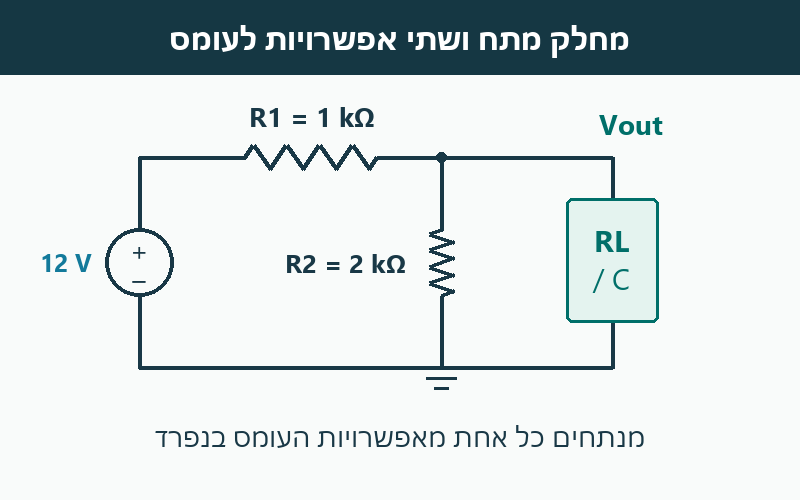 מחלק מתח ושתי אפשרויות לעומס
R1 = 1 kΩ
Vout
12 V
+
−
R2 = 2 kΩ
RL
/ C
מנתחים כל אחת מאפשרויות העומס בנפרד